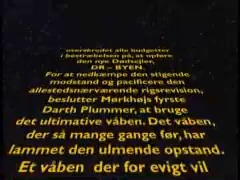 overskredet alle budgetter
i bestræbelsen på, at opføre
den nye Dødsejler,
DR - BYEN.
For at nedkæmpe den stigende
modstand og pacificere den
allestedsnærværende rigsrevision,
beslutter Mørkhøjs fyrste
Darth Plummer, at bruge
det ultimative våben. Det våben,
der så mange gange før, har
lammet den ulmende opstand.
Et våben der for evigt vil